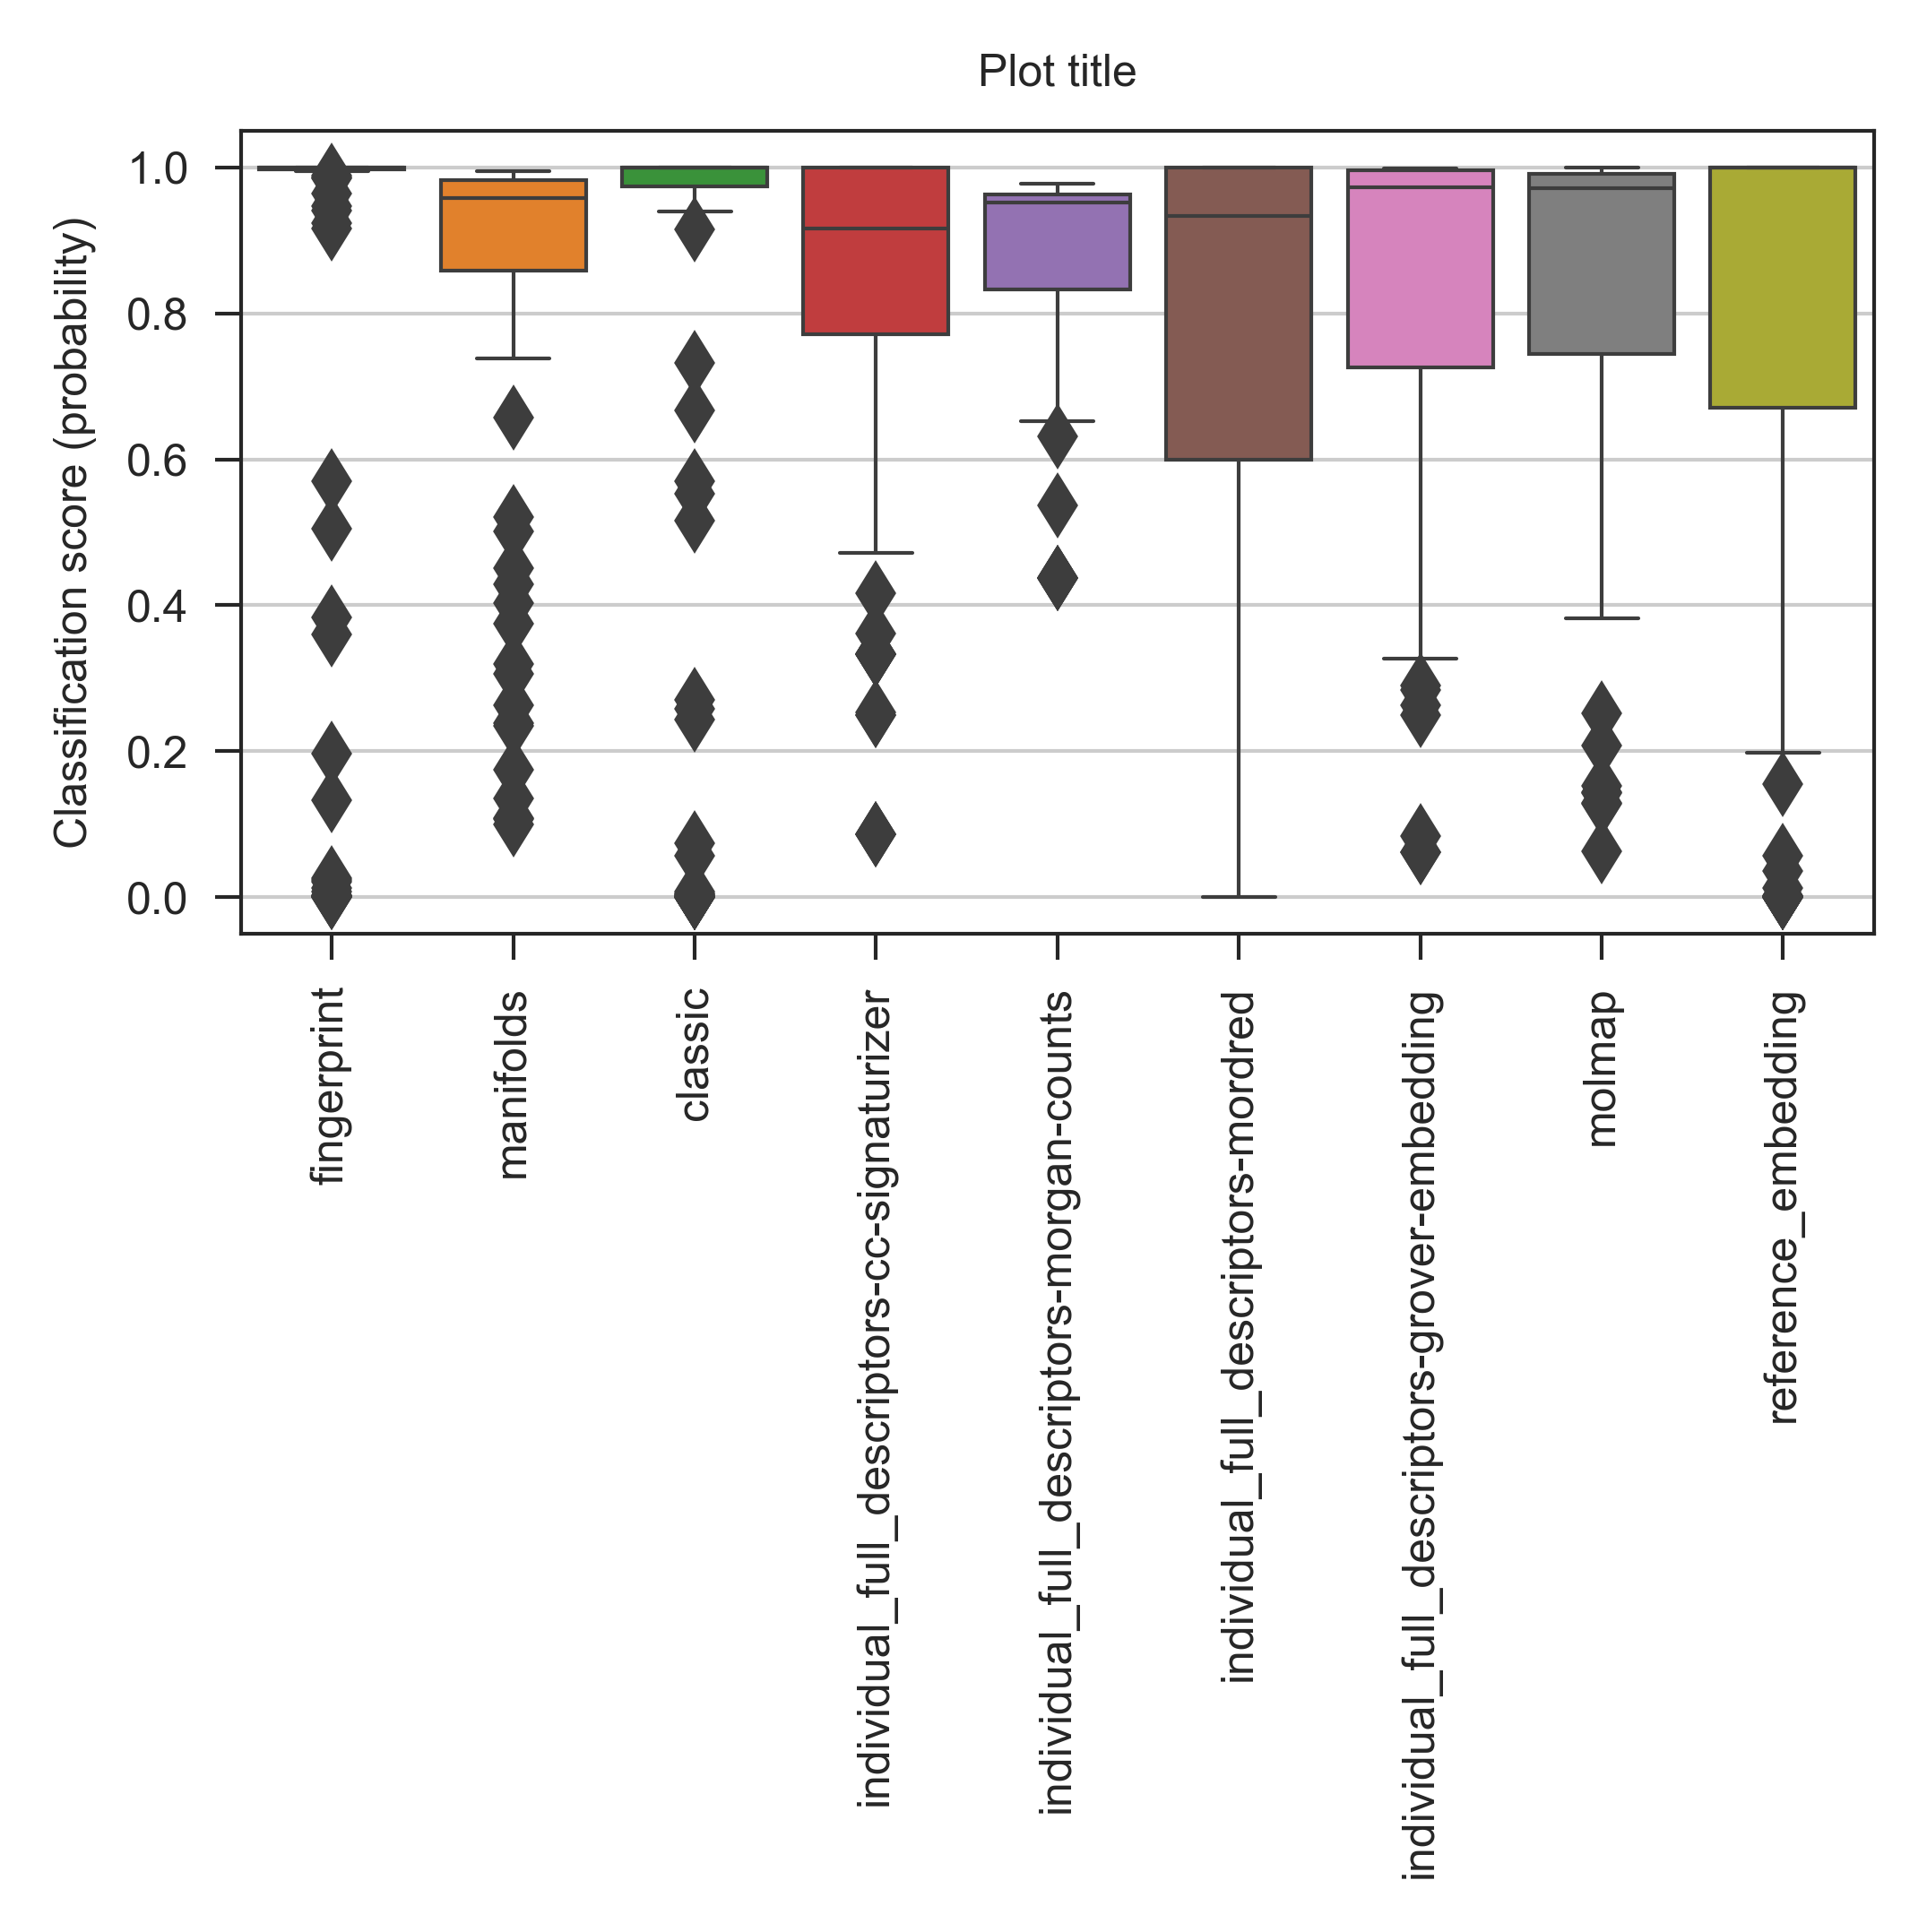 Plot title
Classification score (probability)
1.0
0.8
0.6
0.4
0.2
0.0
fingerprint
manifolds
classic
individual_full_descriptors-cc-signaturizer
individual_full_descriptors-morgan-counts
individual_full_descriptors-mordred
individual_full_descriptors-grover-embedding
molmap
reference_embedding